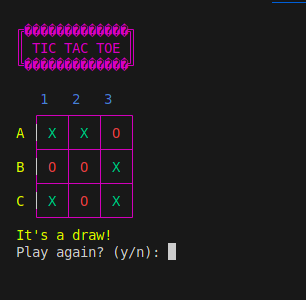 TIC TAC TOE
1 2 3
A X X O
B O O X
C X O X
It's a draw!
Play again? (y/n):